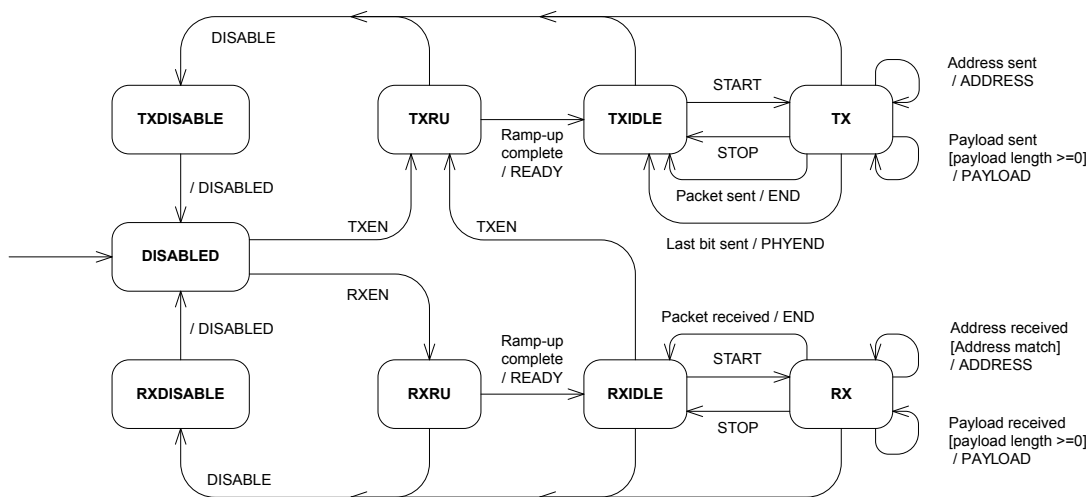 DISABLE
TXDISABLE
TXRU
TXIDLE
TX
START
STOP
Address sent
/ ADDRESS
Payload sent
[payload length >=0]
/ PAYLOAD
Ramp-up
complete
/ READY
Packet sent / END
Last bit sent / PHYEND
/ DISABLED
DISABLED
TXEN
TXEN
RXEN
/ DISABLED
RXDISABLE
RXRU
Ramp-up
complete
/ READY
RXIDLE
Packet received / END
START
STOP
RX
Address received
[Address match]
/ ADDRESS
Payload received
[payload length >=0]
/ PAYLOAD
DISABLE